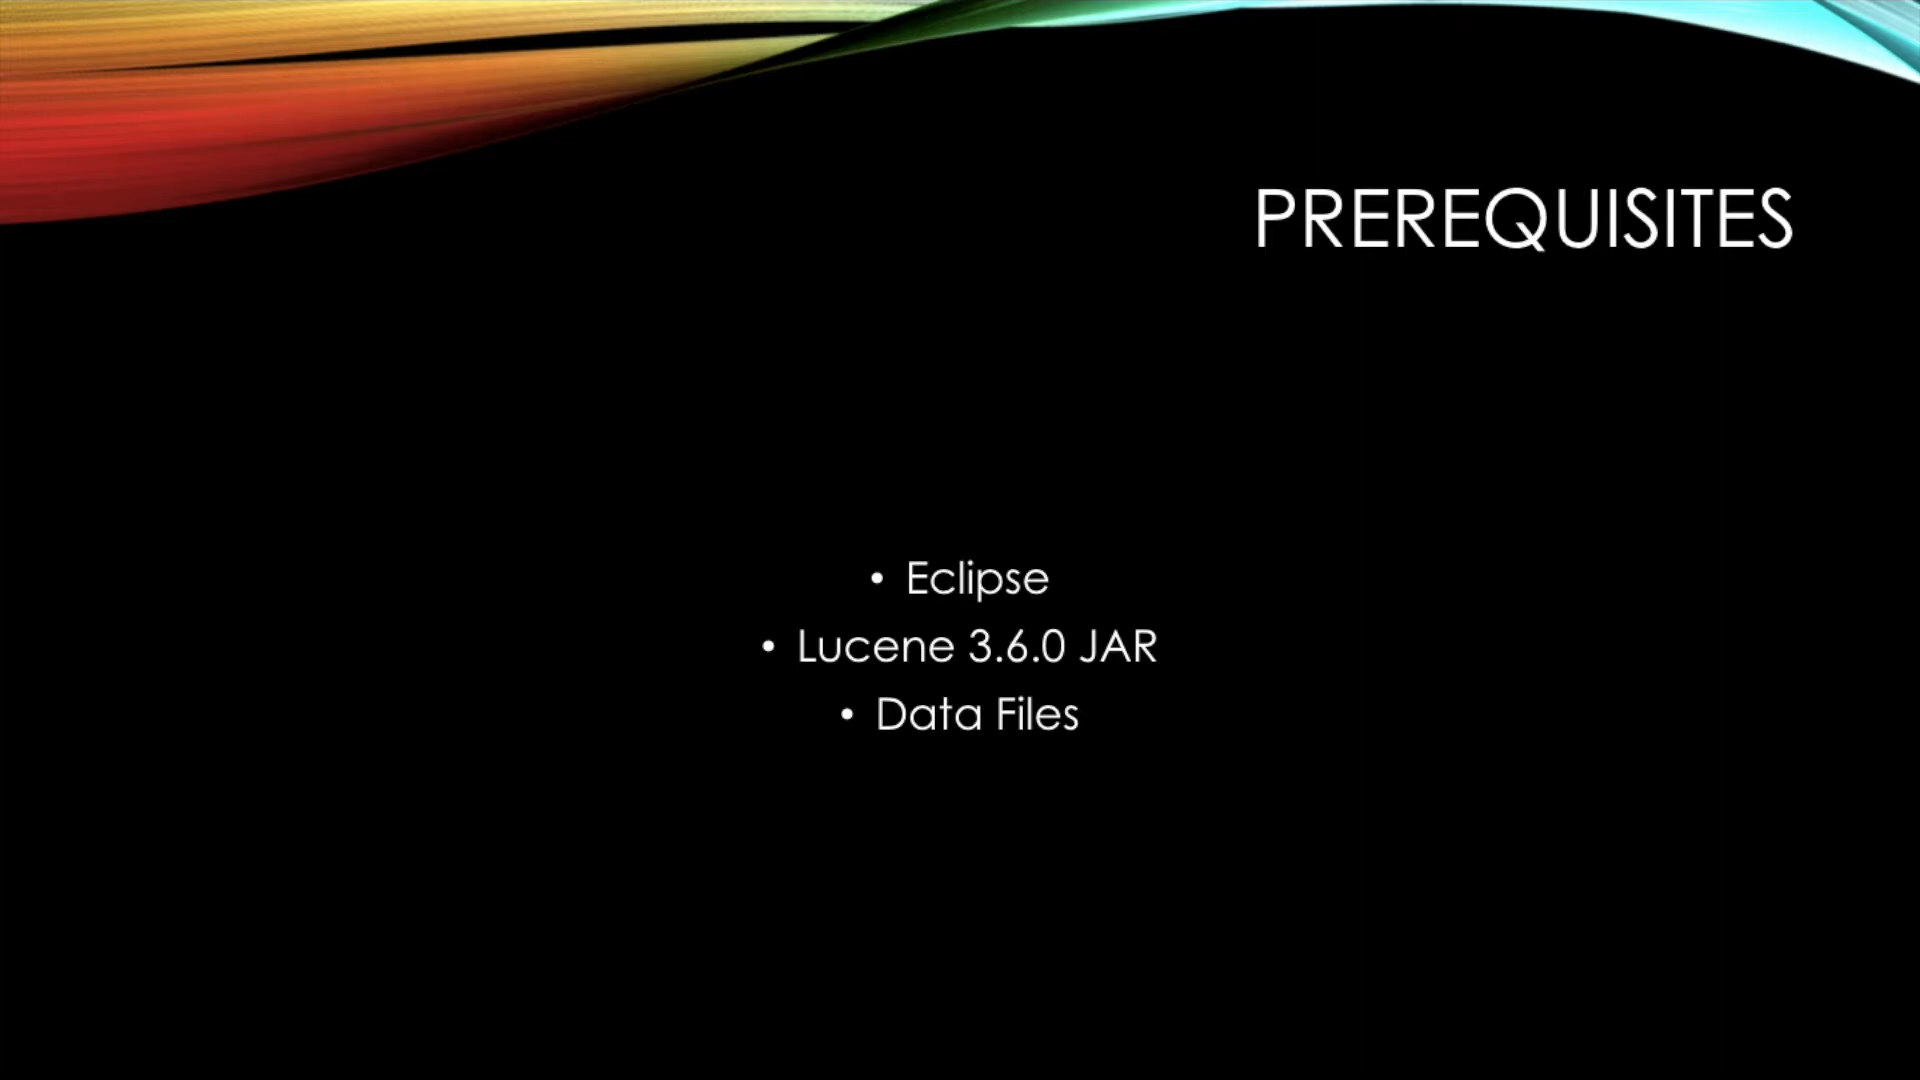 PREREQUISITES
• Eclipse
• Lucene 3.6.0 JAR
• Data Files